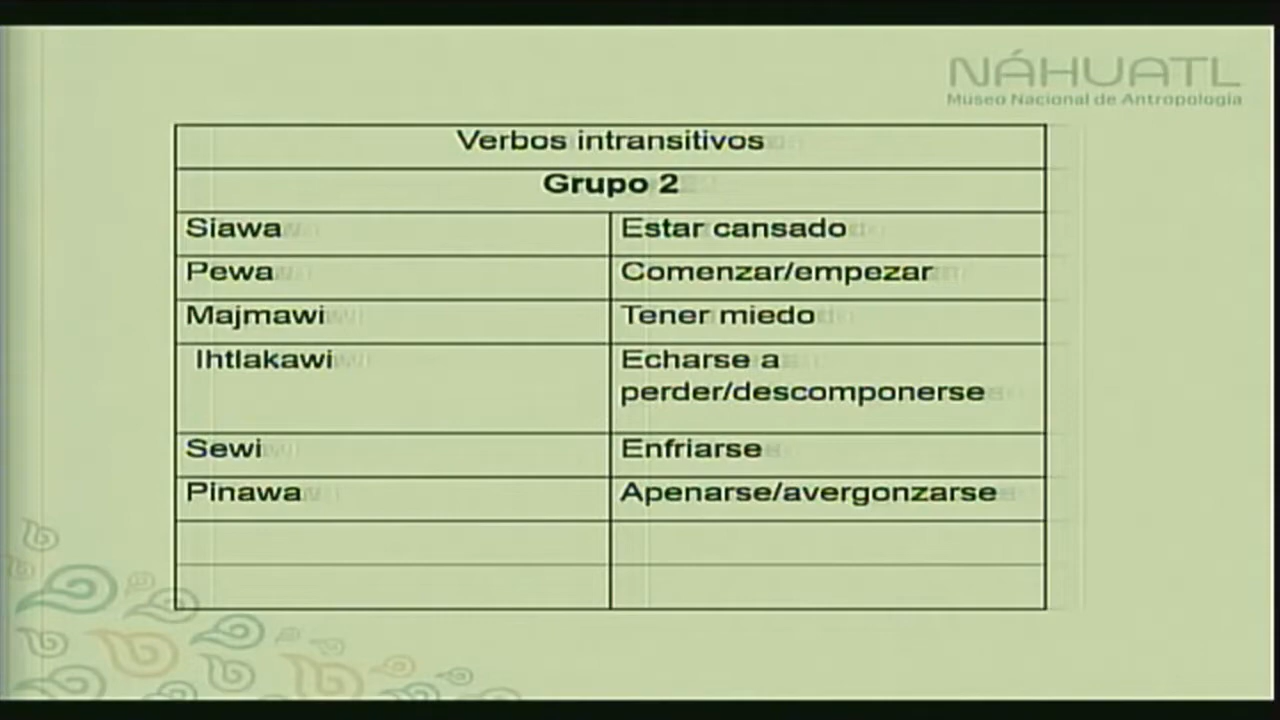 NÁHUATL
Museo Nacional de Antropología
Verbos intransitivos
Grupo 2
Siawa Estar cansado
Pewa Comenzar/empezar
Majmawi Tener miedo
Ihtlakawi Echarse a
perder/descomponerse
Sewi Enfriarse
Pinawa Apenarse/avergonzarse